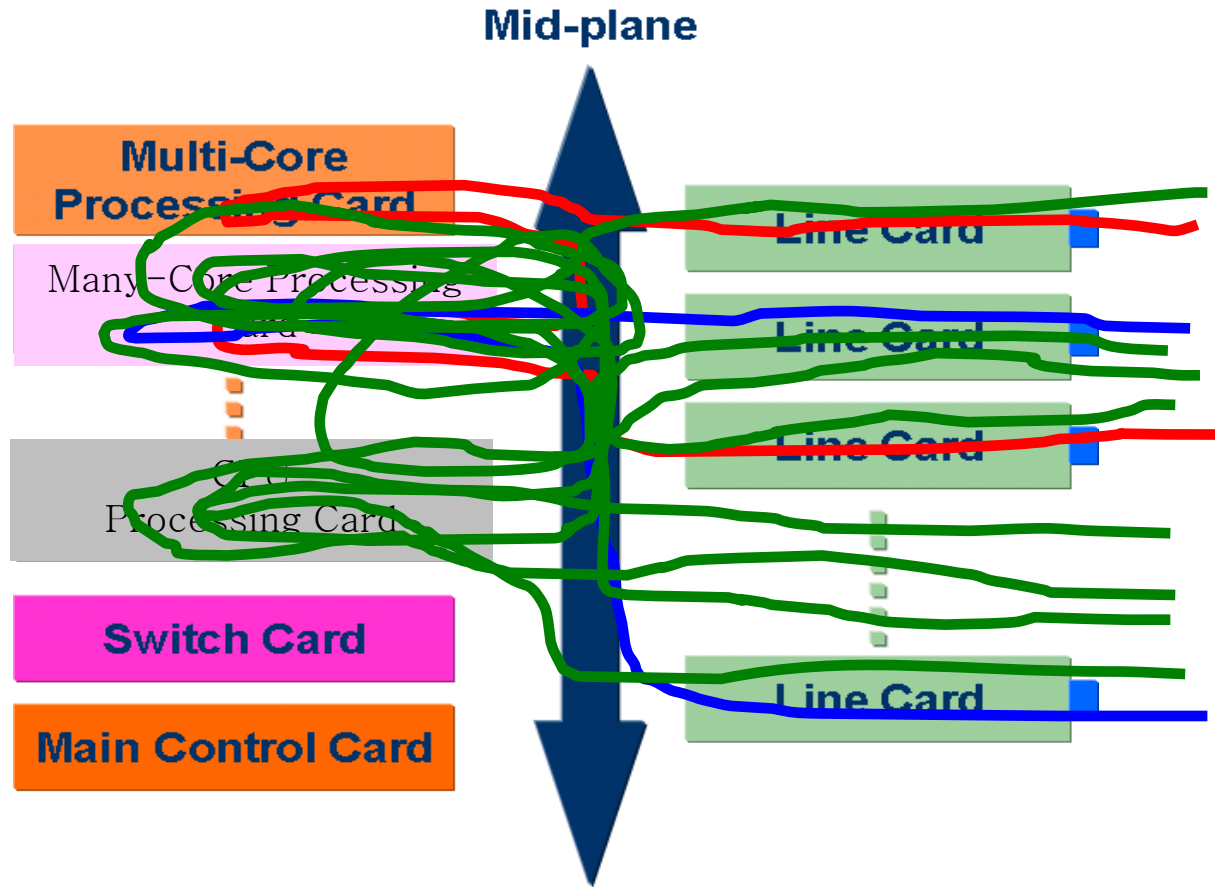 Mid-plane
Multi-Core
Processing Card
Many-Core Processing
Card
Processing Card
Switch Card
Main Control Card
Line Card
Line Card
Line Card
Line Card